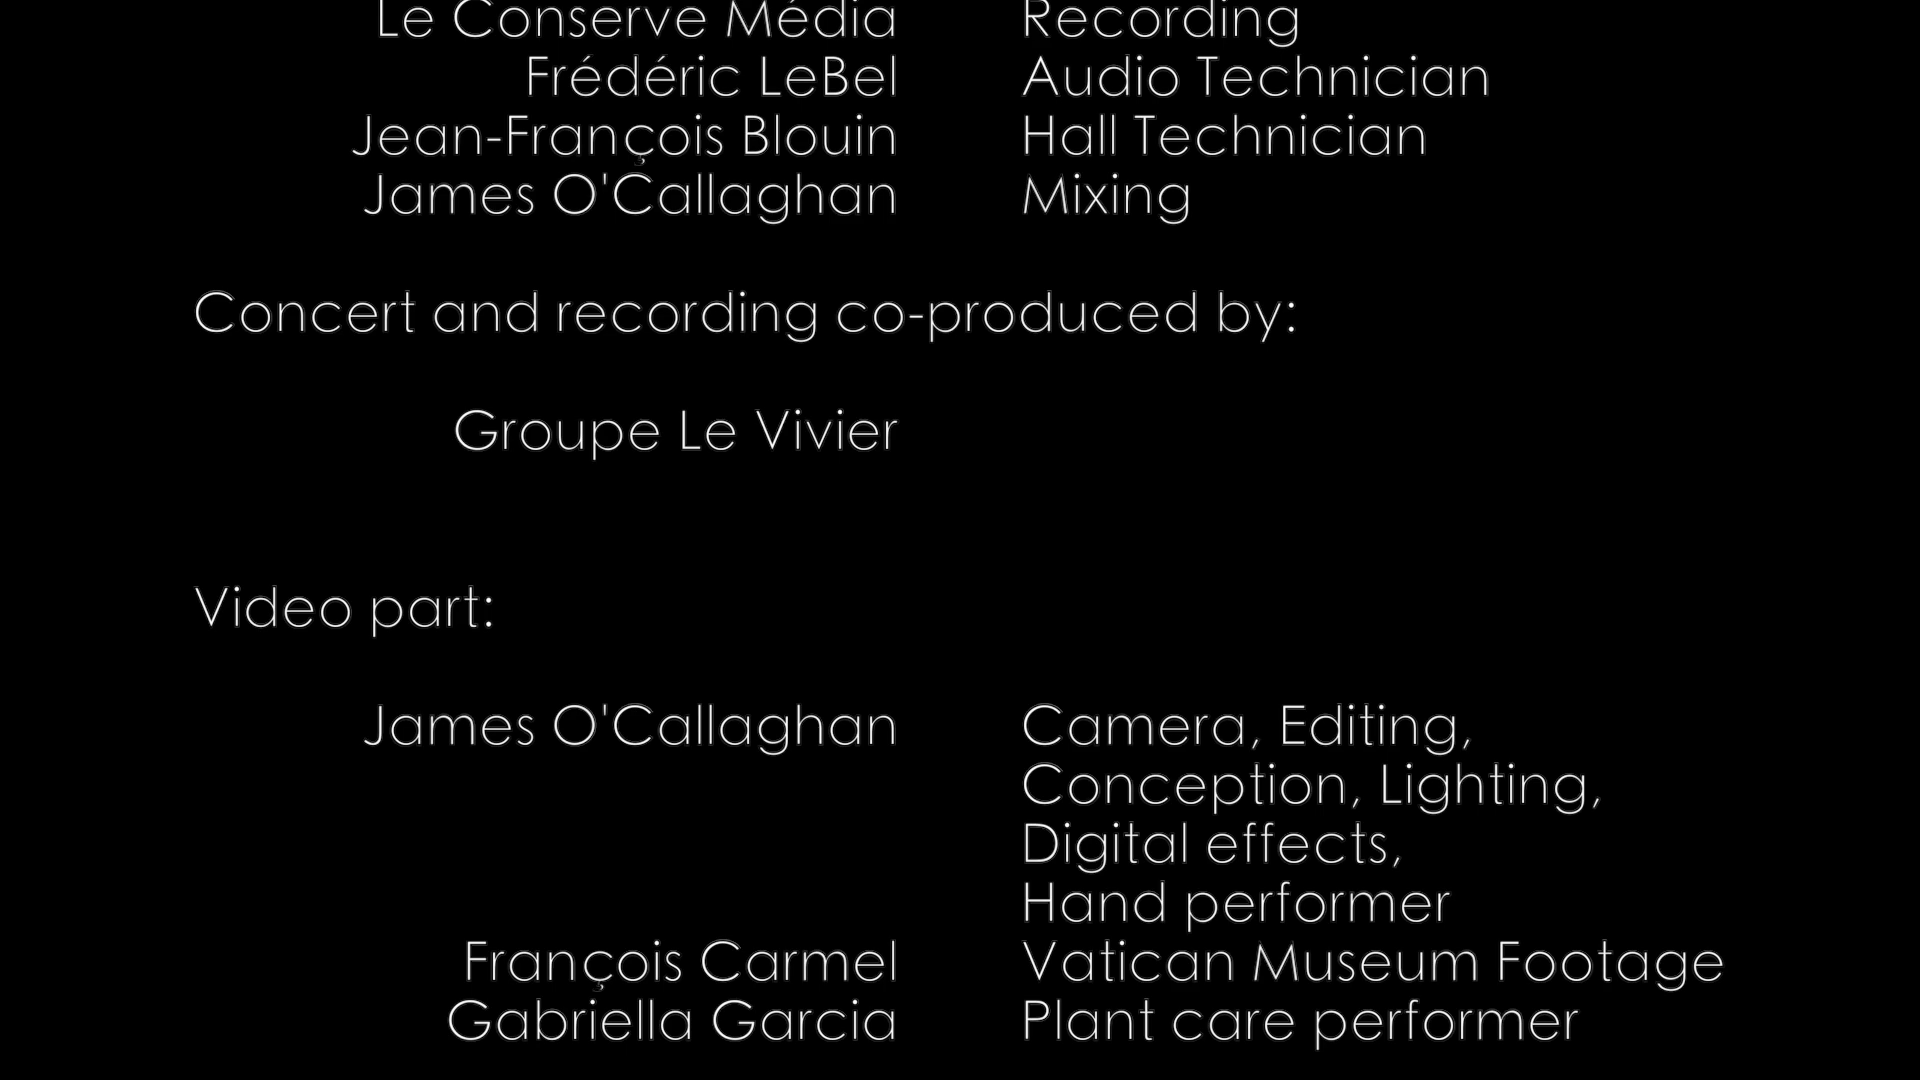 Le Conserve Média Recording
Frédéric LeBel Audio Technician
Jean-François Blouin Hall Technician
James O'Callaghan Mixing
Concert and recording co-produced by:
Groupe Le Vivier
Video part:
James O'Callaghan Camera, Editing,
Conception, Lighting,
Digital effects,
Hand performer
François Carmel Vatican Museum Footage
Gabriella Garcia Plant care performer